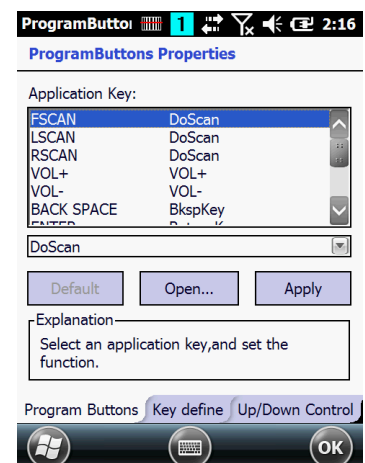 ProgramButto 1 2:16
ProgramButtons Properties
Application Key:
FSCAN DoScan
LSCAN DoScan
RSCAN DoScan
VOL+ VOL+
VOL- VOL-
BACK SPACE BkspKey
DoScan
Default Open... Apply
Explanation
Select an application key,and set the
function.
Program Buttons Key define Up/Down Control
OK